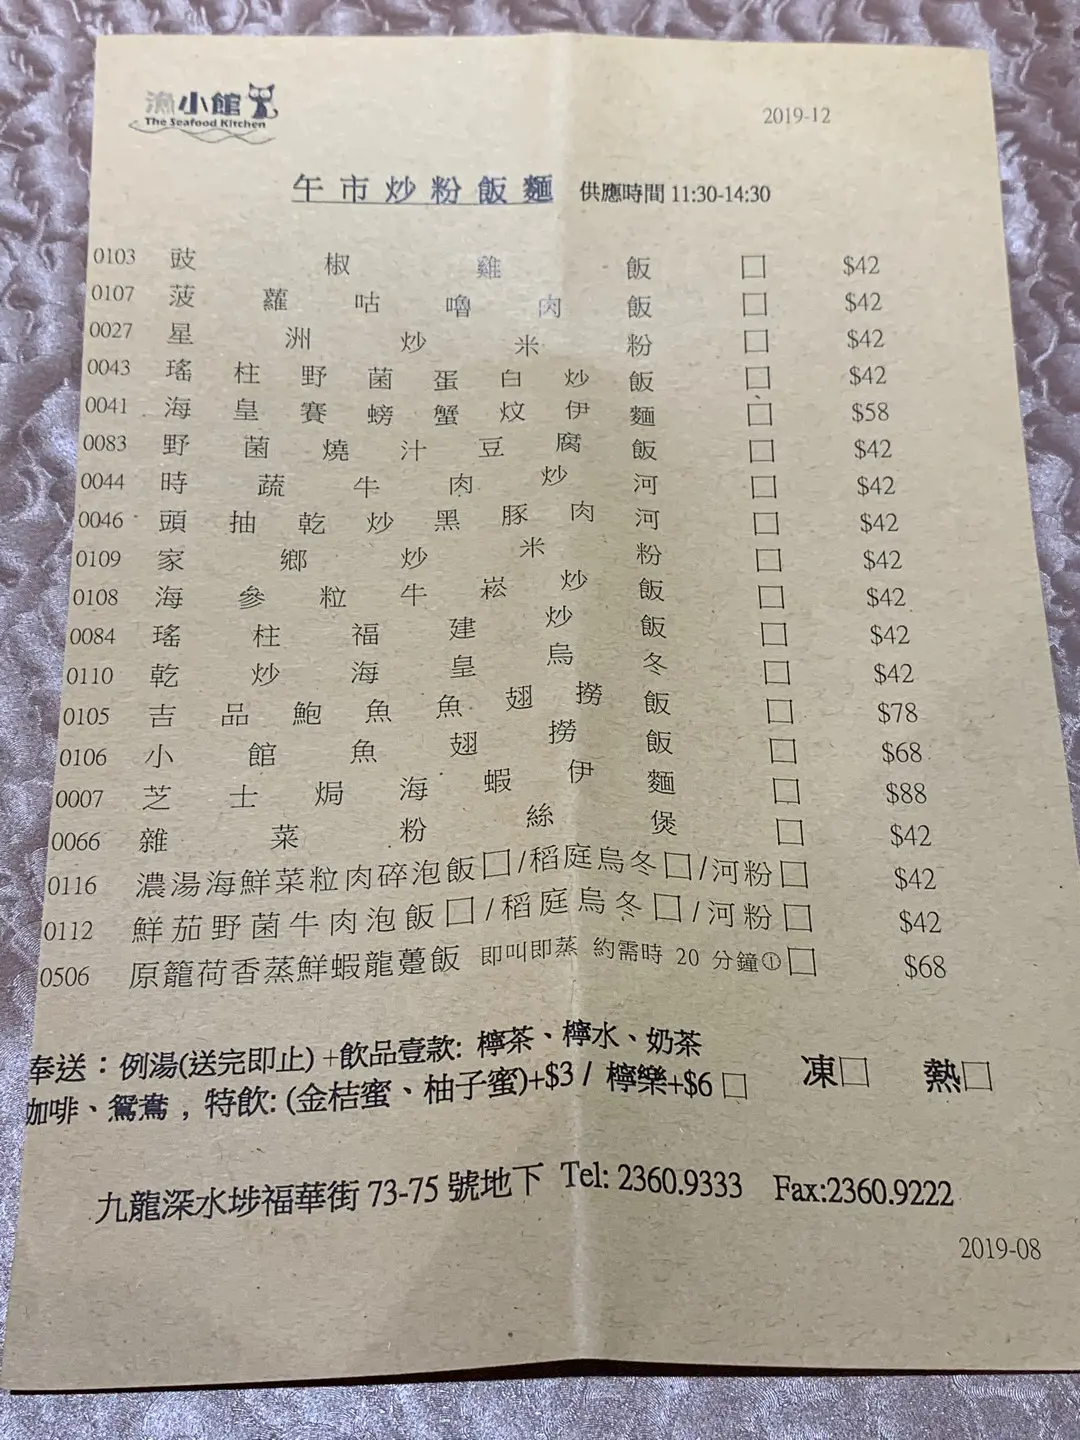 漁小館
The Seafood Kitchen
2019-12
午市炒粉飯麵 供應時間 11:30-14:30
0103 豉椒雞飯 □ $42
0107 菠蘿咕嚕肉飯 □ $42
0027 星洲炒米粉 □ $42
0043 瑤柱野菌蛋白炒飯 □ $42
0041 海皇賽螃蟹炆伊麵 □ $58
0083 野菌燒汁豆腐飯 □ $42
0044 時蔬牛肉炒河 □ $42
0046 頭抽乾炒黑豚肉河 □ $42
0109 家鄉炒米粉 □ $42
0108 海參粒牛崧炒飯 □ $42
0084 瑤柱福建炒飯 □ $42
0110 乾炒海皇烏冬 □ $42
0105 吉品鮑魚魚翅撈飯 □ $78
0106 小館魚翅撈飯 □ $68
0007 芝士焗海蝦伊麵 □ $88
0066 雜菜粉絲煲 □ $42
0116 濃湯海鮮菜粒肉碎泡飯□/稻庭烏冬□/河粉□ $42
0112 鮮茄野菌牛肉泡飯□/稻庭烏冬□/河粉□ $42
0506 原籠荷香蒸鮮蝦龍躉飯 即叫即蒸 約需時 20 分鐘①□ $68
奉送：例湯(送完即止) +飲品壹款: 檸茶、檸水、奶茶 凍□ 熱□
咖啡、鴛鴦, 特飲: (金桔蜜、柚子蜜)+$3 / 檸樂+$6 □
九龍深水埗福華街 73-75 號地下 Tel: 2360.9333 Fax:2360.9222
2019-08